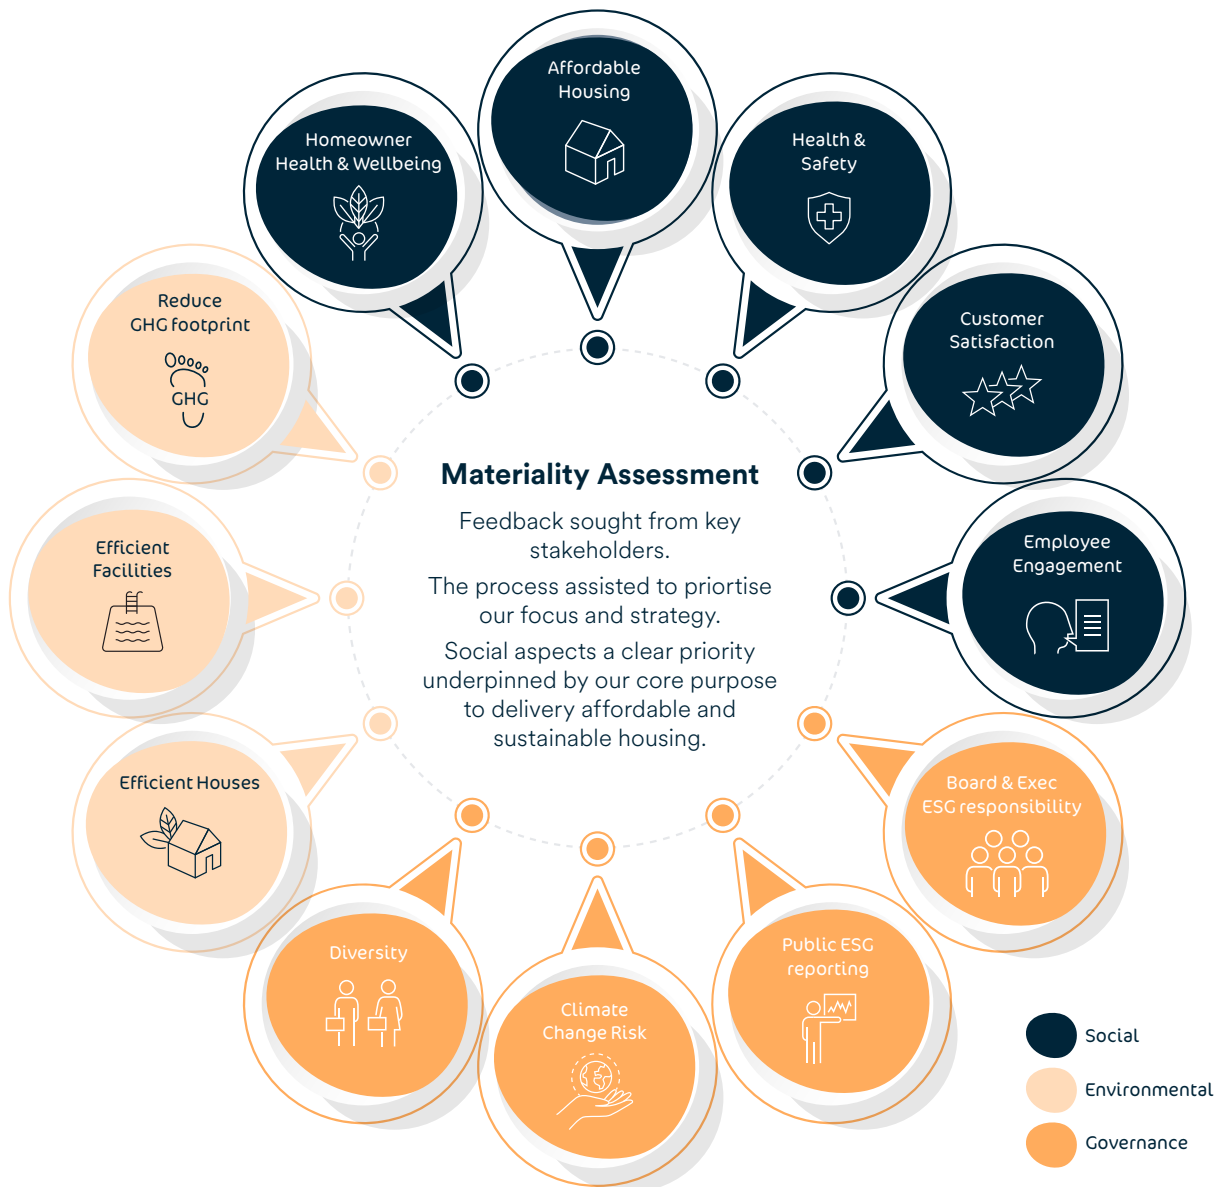 Affordable
Housing
Health &
Safety
Customer
Satisfaction
Employee
Engagement
Board & Exec
ESG responsibility
Public ESG
reporting
Climate
Change Risk
Diversity
Efficient Houses
Efficient
Facilities
Reduce
GHG footprint
GHG
Homeowner
Health & Wellbeing
Materiality Assessment
Feedback sought from key
stakeholders.
The process assisted to priortise
our focus and strategy.
Social aspects a clear priority
underpinned by our core purpose
to delivery affordable and
sustainable housing.
Social
Environmental
Governance